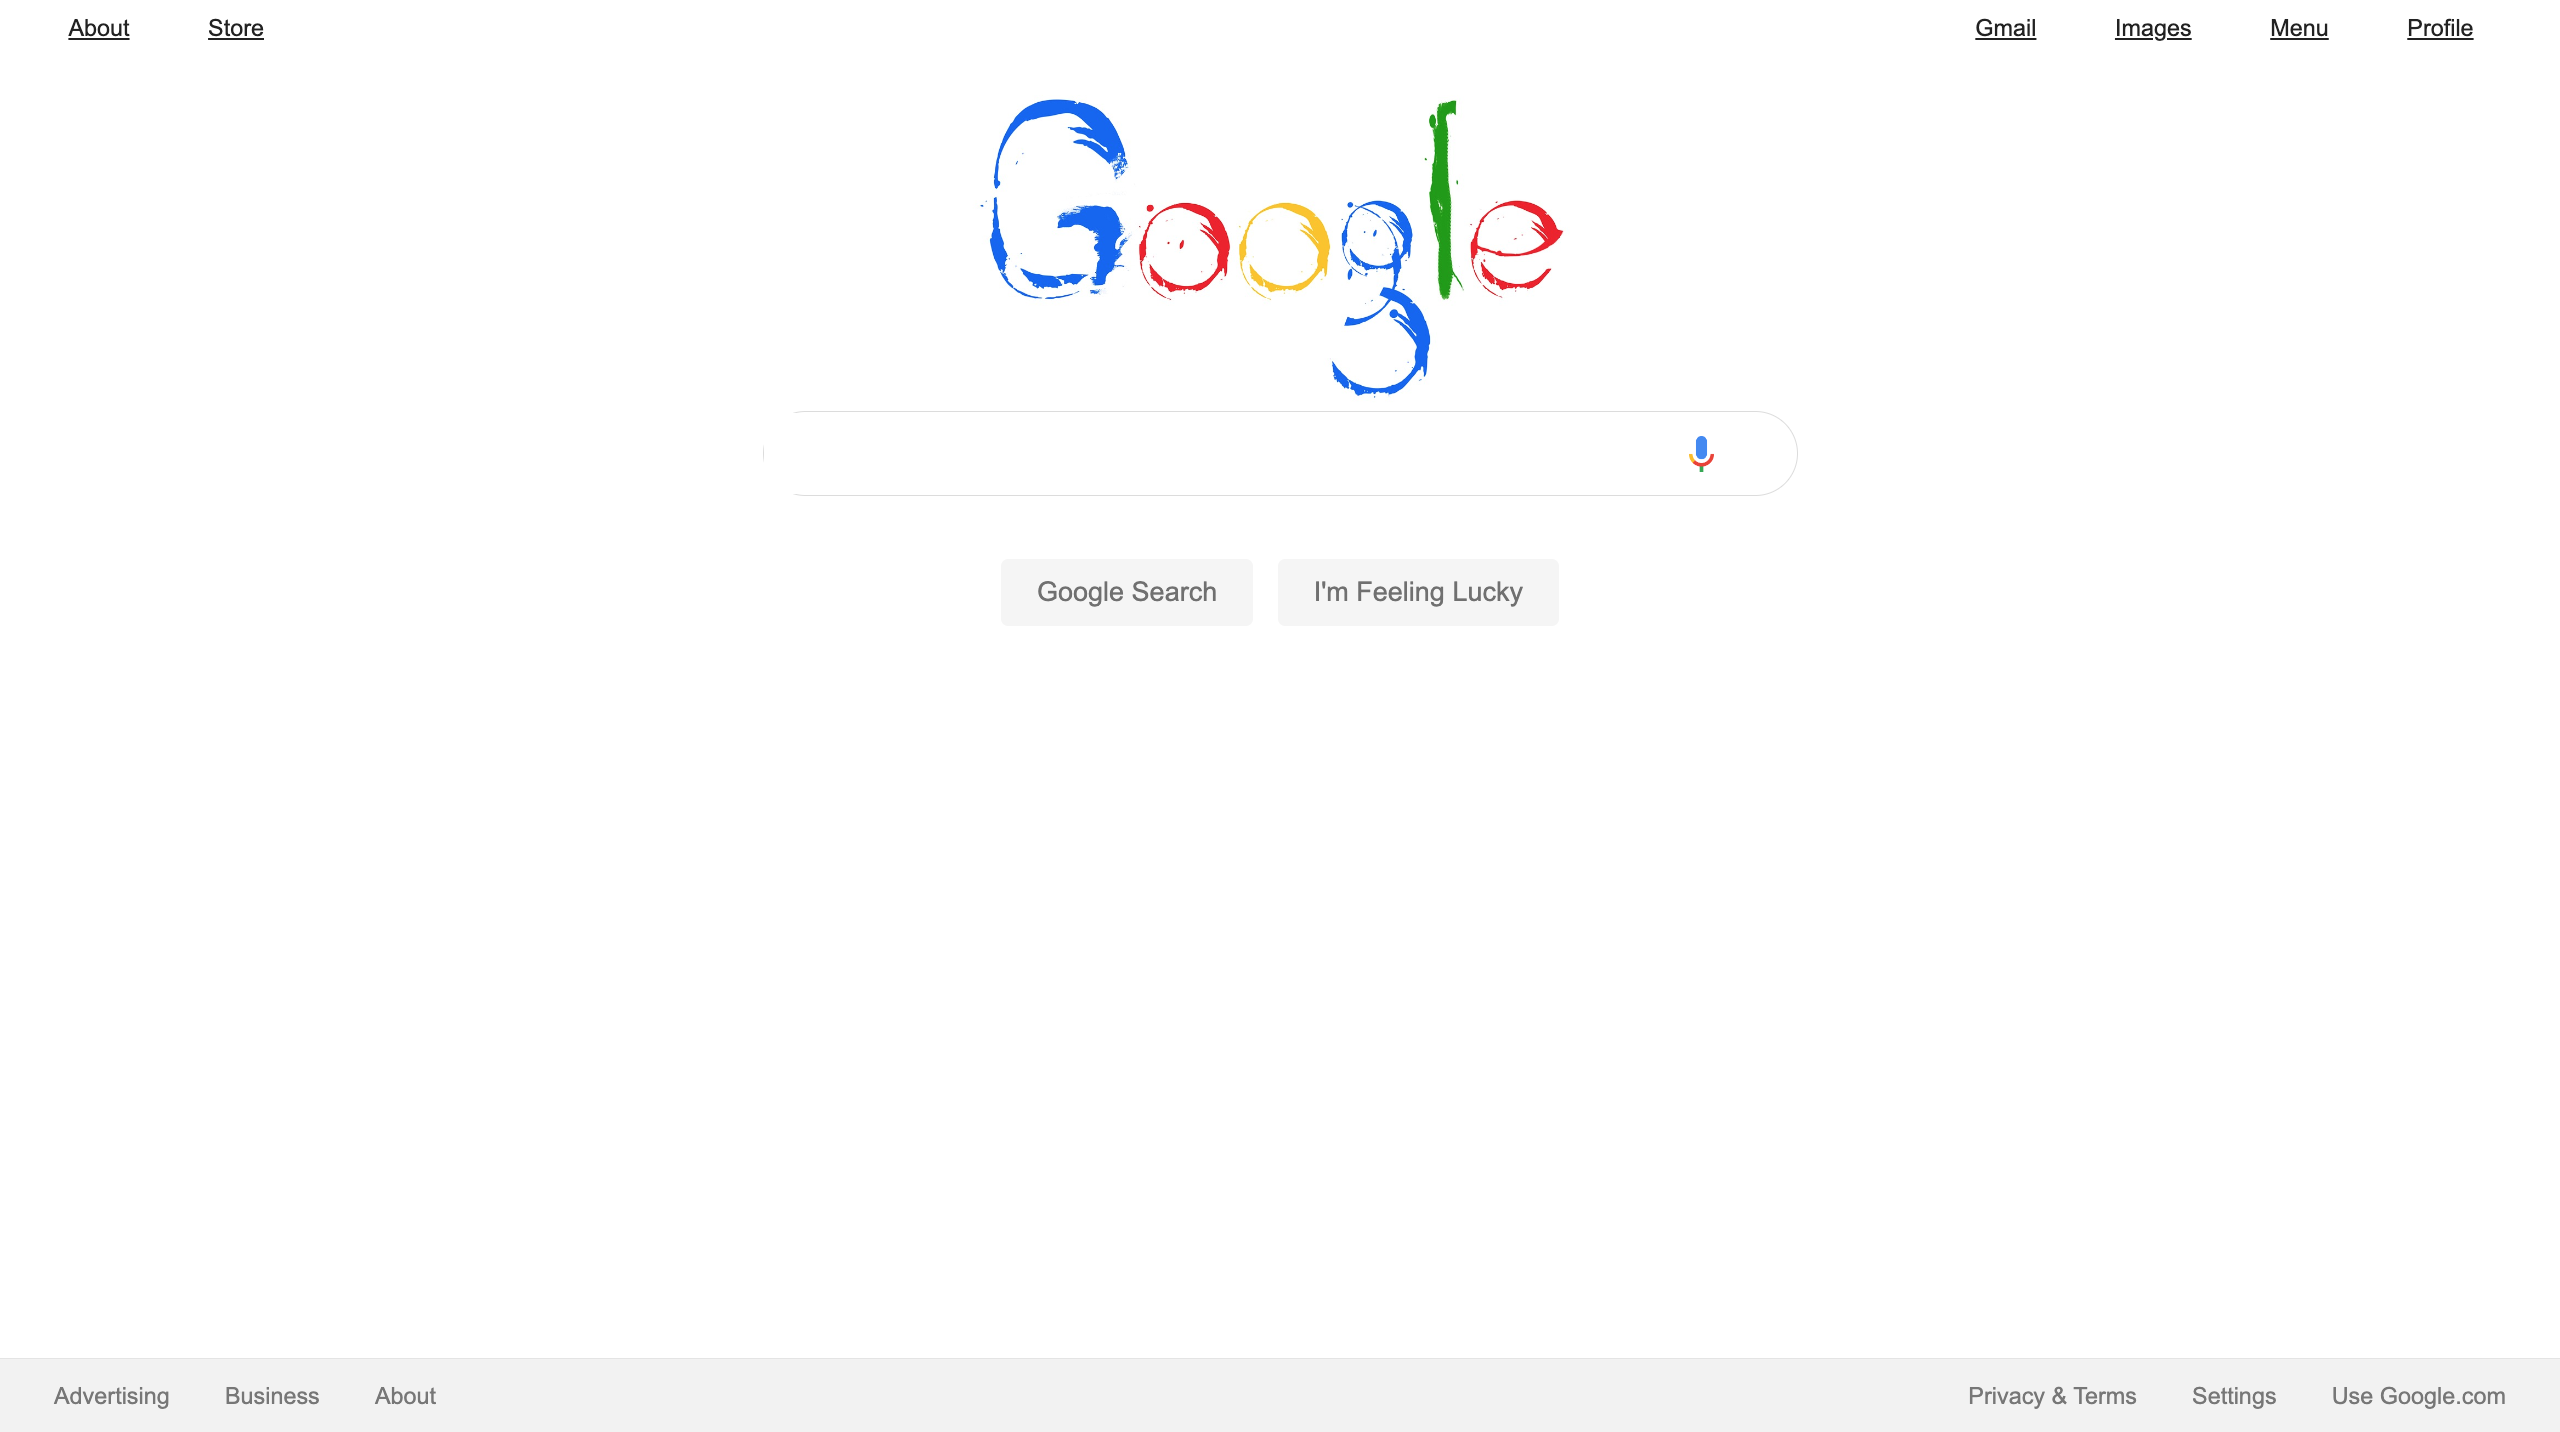 About Store Gmail Images Menu Profile
Google
Google Search I'm Feeling Lucky
Advertising Business About Privacy & Terms Settings Use Google.com